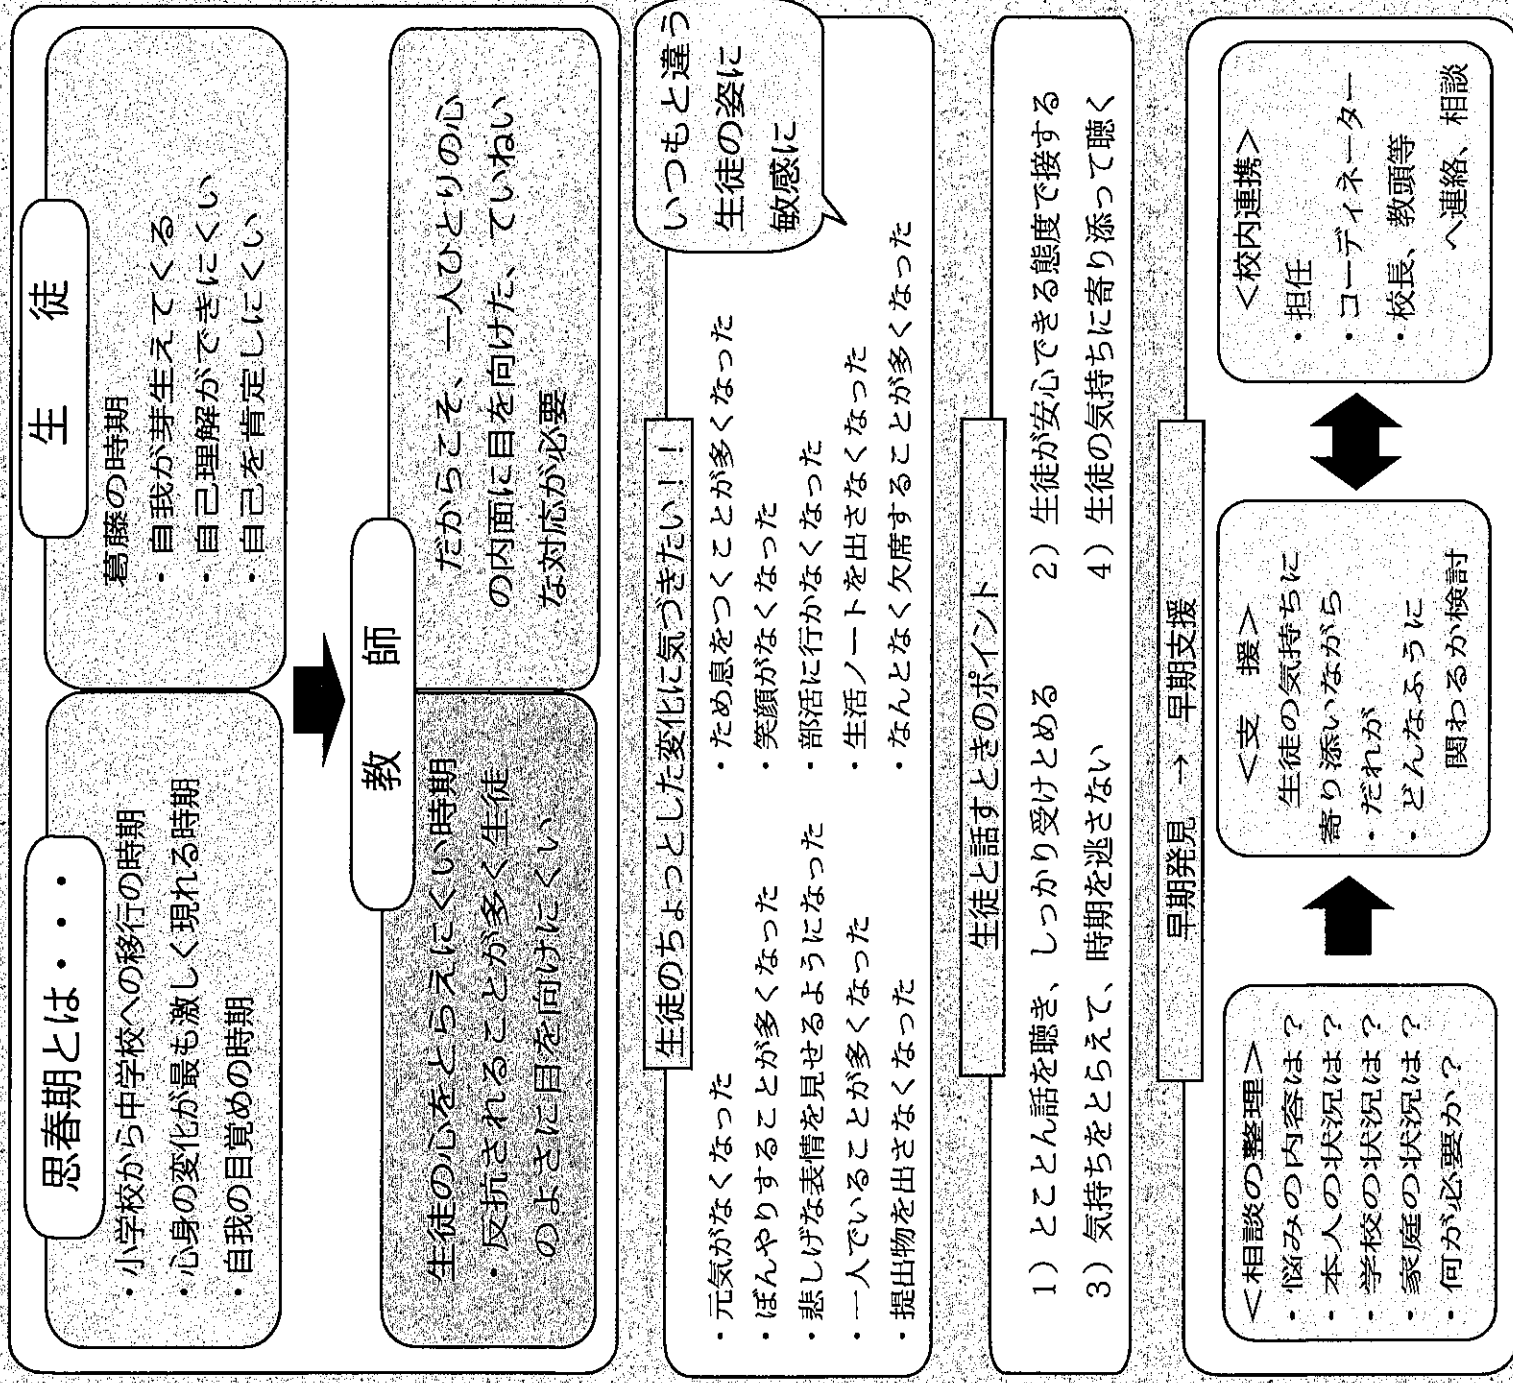 思春期とは・・・
・小学校から中学校への移行の時期
・心身の変化が最も激しく現れる時期
・自我の目覚めの時期
生　徒
葛藤の時期
・自我が芽生えてくる
・自己理解ができにくい
・自己を肯定しにくい
教　師
生徒の心をとらえにくい時期
・反抗されることが多く生徒
のよさに目を向けにくい
だからこそ、一人ひとりの心
の内面に目を向けた、ていねい
な対応が必要
生徒のちょっとした変化に気づきたい！！
いつもと違う
生徒の姿に
敏感に
・元気がなくなった
・ぼんやりすることが多くなった
・悲しげな表情を見せるようになった
・一人でいることが多くなった
・提出物を出さなくなった
・ため息をつくことが多くなった
・笑顔がなくなった
・部活に行かなくなった
・生活ノートを出さなくなった
・なんとなく欠席することが多くなった
生徒と話すときのポイント
1）とことん話を聴き、しっかり受けとめる
2）生徒が安心できる態度で接する
3）気持ちをとらえて、時期を逃さない
4）生徒の気持ちに寄り添って聴く
早期発見　→　早期支援
＜相談の整理＞
・悩みの内容は？
・本人の状況は？
・学校の状況は？
・家庭の状況は？
・何が必要か？
＜支　援＞
生徒の気持ちに
寄り添いながら
・だれが
・どんなふうに
関わるか検討
＜校内連携＞
・担任
・コーディネーター
・校長、教頭等
へ連絡、相談